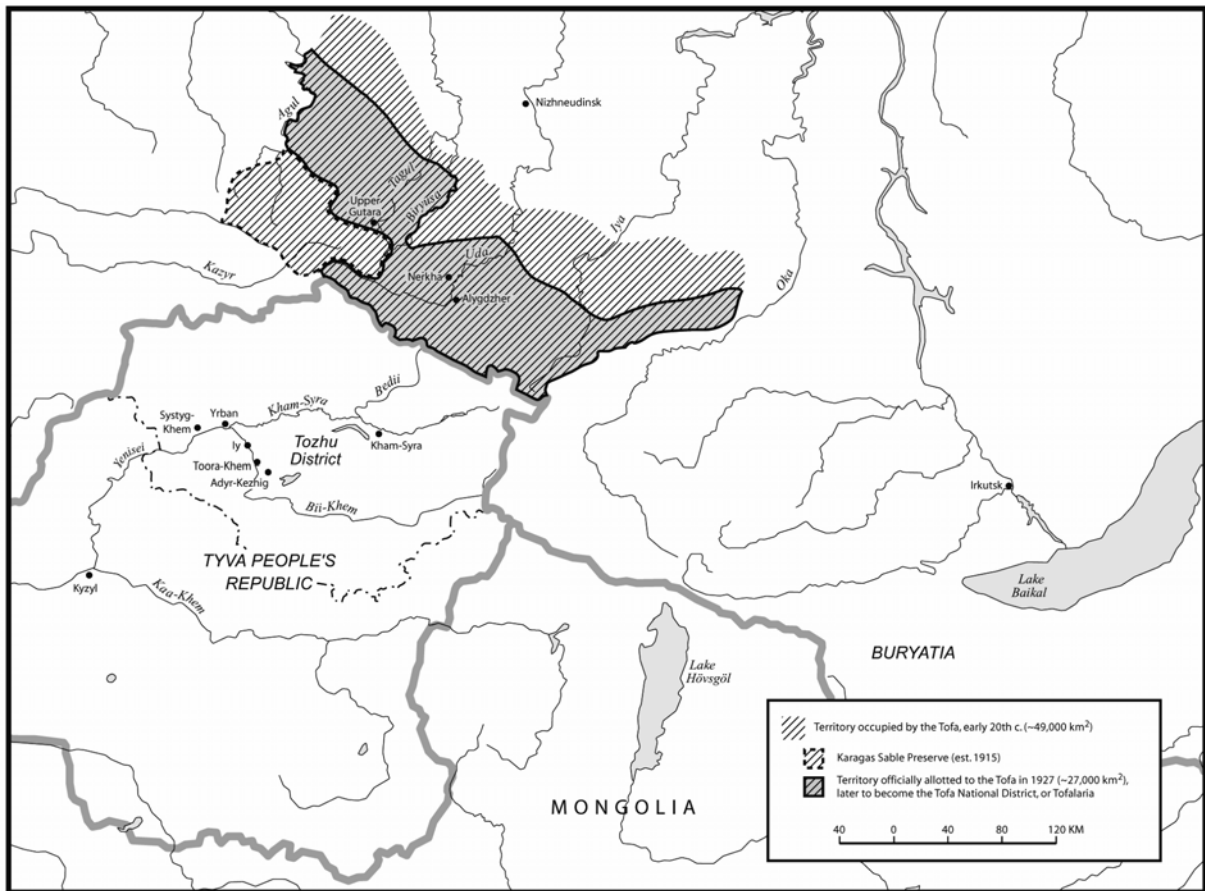 Nizhneudinsk
Agul
Tagul
Biryusa
Upper
Gutara
Iya
Uda
Oka
Kazyr
Nerkha
Alygdzher
Bedii
Systyg-
Khem
Yrban
Kham-Syra
Iy
Tozhu
District
Kham-Syra
Yenisei
Toora-Khem
Adyr-Kezhig
Bii-Khem
Irkutsk
TYVA PEOPLE'S
REPUBLIC
Kyzyl
Kaa-Khem
Lake
Baikal
BURYATIA
Lake
Hövsgöl
MONGOLIA
Territory occupied by the Tofa, early 20th c. (~49,000 km²)
Karagas Sable Preserve (est. 1915)
Territory officially allotted to the Tofa in 1927 (~27,000 km²),
later to become the Tofa National District, or Tofalaria
40 0 40 80 120 KM